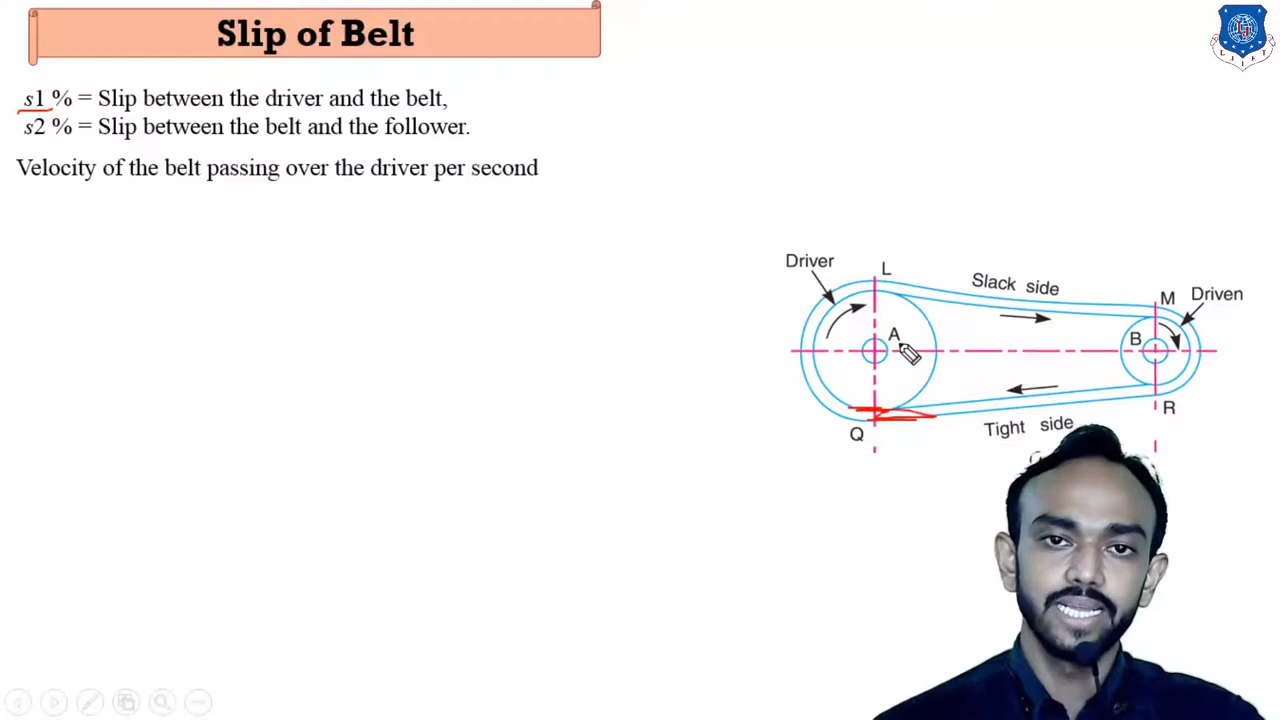 Slip of Belt
s1 % = Slip between the driver and the belt,
s2 % = Slip between the belt and the follower.
Velocity of the belt passing over the driver per second
Driver
L
Slack side
M
Driven
A
B
Q
Tight side
R
L J I E T